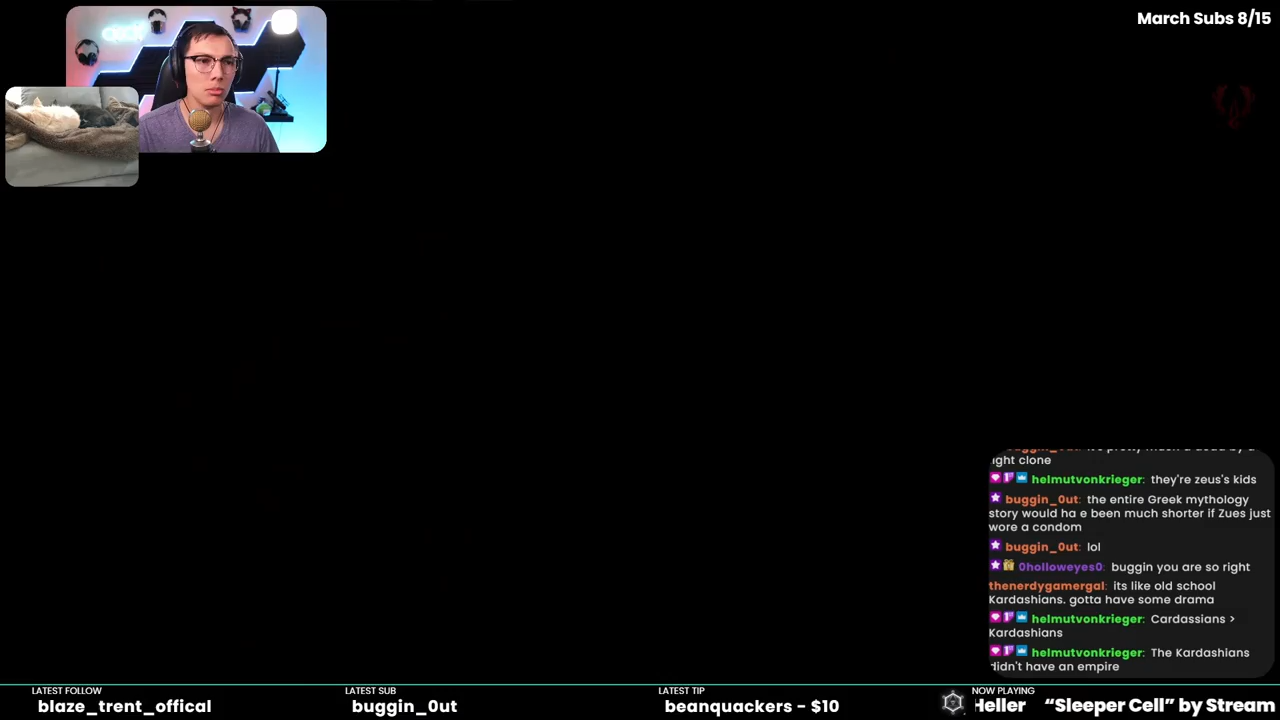 March Subs 8/15
buggin_0ut:
ight clone
helmutvonkrieger: they're zeus's kids
buggin_0ut: the entire Greek mythology
story would ha e been much shorter if Zues just
wore a condom
buggin_0ut: lol
0holloweyes0: buggin you are so right
thenerdygamergal: its like old school
Kardashians. gotta have some drama
helmutvonkrieger: Cardassians >
Kardashians
helmutvonkrieger: The Kardashians
didn't have an empire
LATEST FOLLOW
blaze_trent_offical
LATEST SUB
buggin_0ut
LATEST TIP
beanquackers - $10
NOW PLAYING
Heller “Sleeper Cell” by Stream